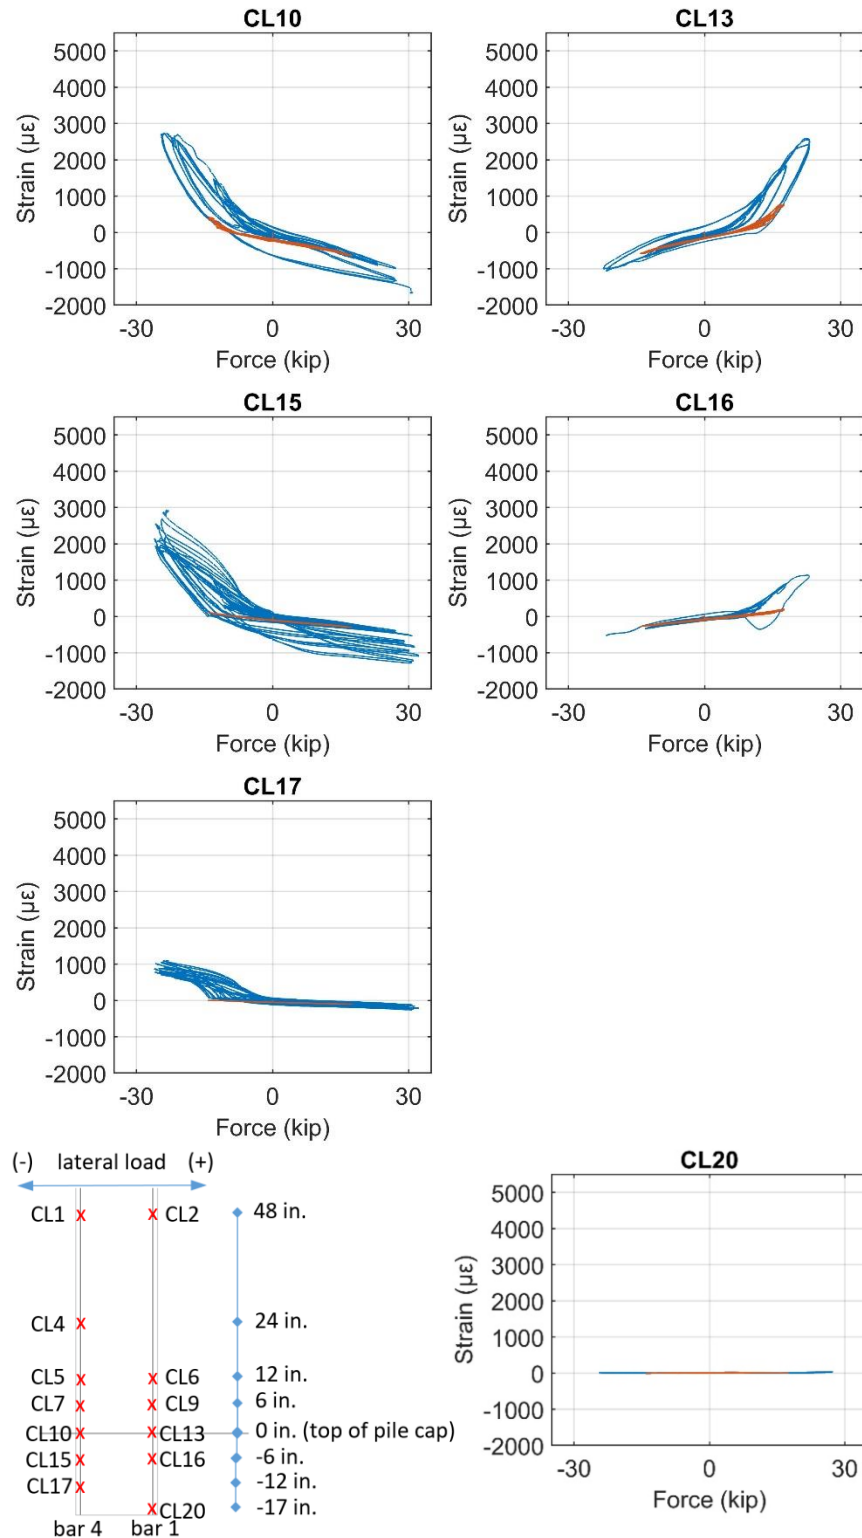 CL10
5000
4000
3000
2000
1000
0
-1000
-2000
Strain (µε)
-30 0 30
Force (kip)
CL13
5000
4000
3000
2000
1000
0
-1000
-2000
Strain (µε)
-30 0 30
Force (kip)
CL15
5000
4000
3000
2000
1000
0
-1000
-2000
Strain (µε)
-30 0 30
Force (kip)
CL16
5000
4000
3000
2000
1000
0
-1000
-2000
Strain (µε)
-30 0 30
Force (kip)
CL17
5000
4000
3000
2000
1000
0
-1000
-2000
Strain (µε)
-30 0 30
Force (kip)
(-) lateral load (+)
CL1 x x CL2 48 in.
CL4 x 24 in.
CL5 x x CL6 12 in.
CL7 x x CL9 6 in.
CL10 x x CL13 0 in. (top of pile cap)
CL15 x x CL16 -6 in.
CL17 x -12 in.
x CL20 -17 in.
bar 4 bar 1
CL20
5000
4000
3000
2000
1000
0
-1000
-2000
Strain (µε)
-30 0 30
Force (kip)